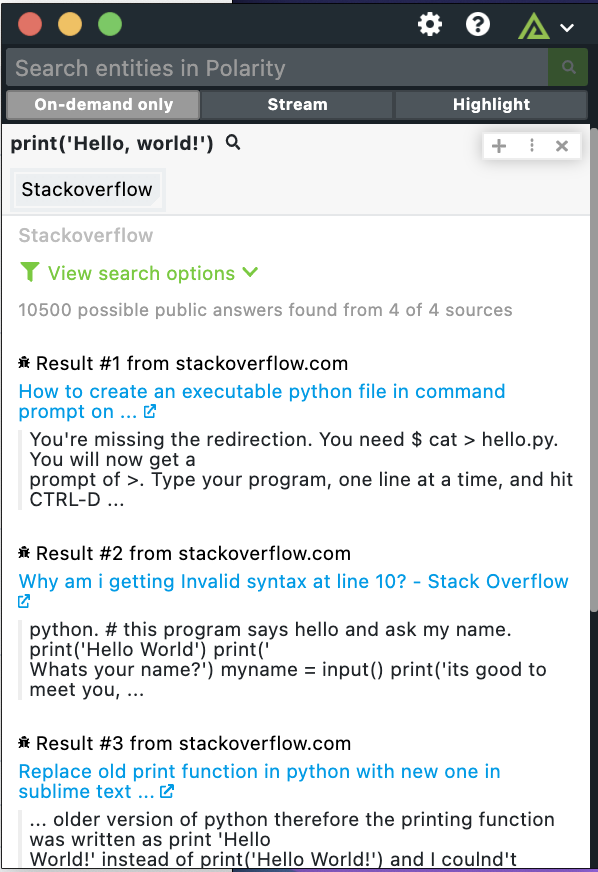 Search entities in Polarity
On-demand only Stream Highlight
print('Hello, world!')
Stackoverflow
Stackoverflow
View search options
10500 possible public answers found from 4 of 4 sources
Result #1 from stackoverflow.com
How to create an executable python file in command
prompt on ...
You're missing the redirection. You need $ cat > hello.py.
You will now get a
prompt of >. Type your program, one line at a time, and hit
CTRL-D ...
Result #2 from stackoverflow.com
Why am i getting Invalid syntax at line 10? - Stack Overflow
python. # this program says hello and ask my name.
print('Hello World') print('
Whats your name?') myname = input() print('its good to
meet you, ...
Result #3 from stackoverflow.com
Replace old print function in python with new one in
sublime text ...
... older version of python therefore the printing function
was written as print 'Hello
World!' instead of print('Hello World!') and I coulnd't